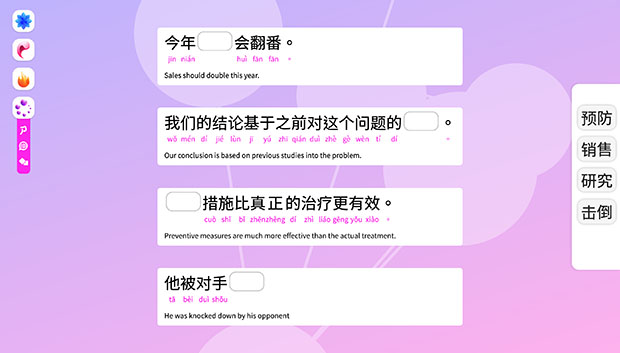 今年 会翻番。
jīn nián huì fān fān 。
Sales should double this year.
我们的结论基于之前对这个问题的 。
wǒ mén dí jié lùn jī yú zhī qián duì zhè gè wèn tí dí 。
Our conclusion is based on previous studies into the problem.
措施比真正的治疗更有效。
cuò shī bǐ zhēnzhèng dí zhì liáo gēng yǒu xiào 。
Preventive measures are much more effective than the actual treatment.
他被对手
tā bèi duì shǒu
He was knocked down by his opponent
预防
销售
研究
击倒